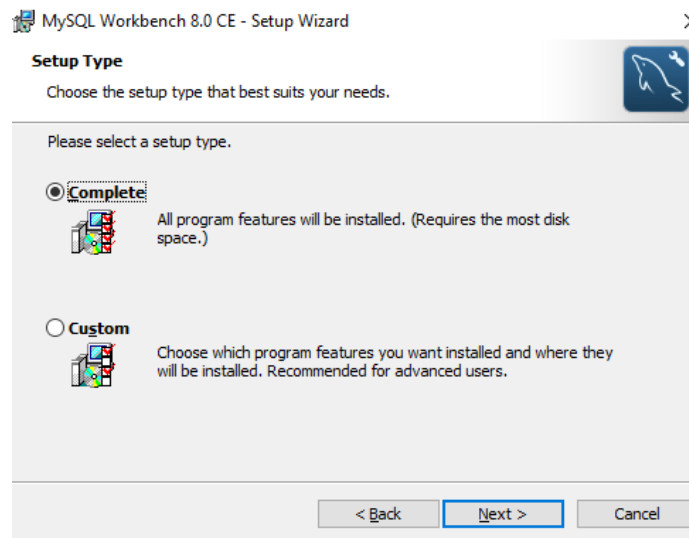 MySQL Workbench 8.0 CE - Setup Wizard
Setup Type
Choose the setup type that best suits your needs.
Please select a setup type.
Complete
All program features will be installed. (Requires the most disk
space.)
Custom
Choose which program features you want installed and where they
will be installed. Recommended for advanced users.
< Back
Next >
Cancel